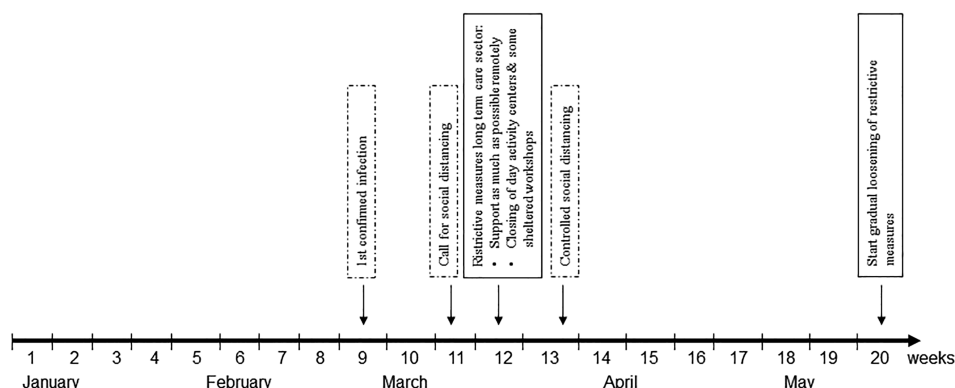 1st confirmed infection
Call for social distancing
Restrictive measures long term care sector:
• Support as much as possible remotely
• Closing of day activity centers & some
sheltered workshops
Controlled social distancing
Start gradual loosening of restrictive
measures
1 2 3 4 5 6 7 8 9 10 11 12 13 14 15 16 17 18 19 20 weeks
January February March April May